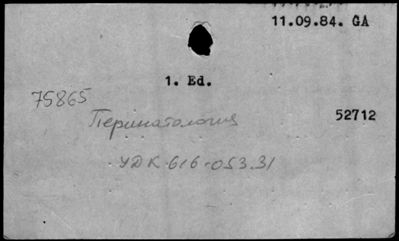 11.09.84. GA
1. Ed.
75865
Перинатология
52712
УДК 616-053.31